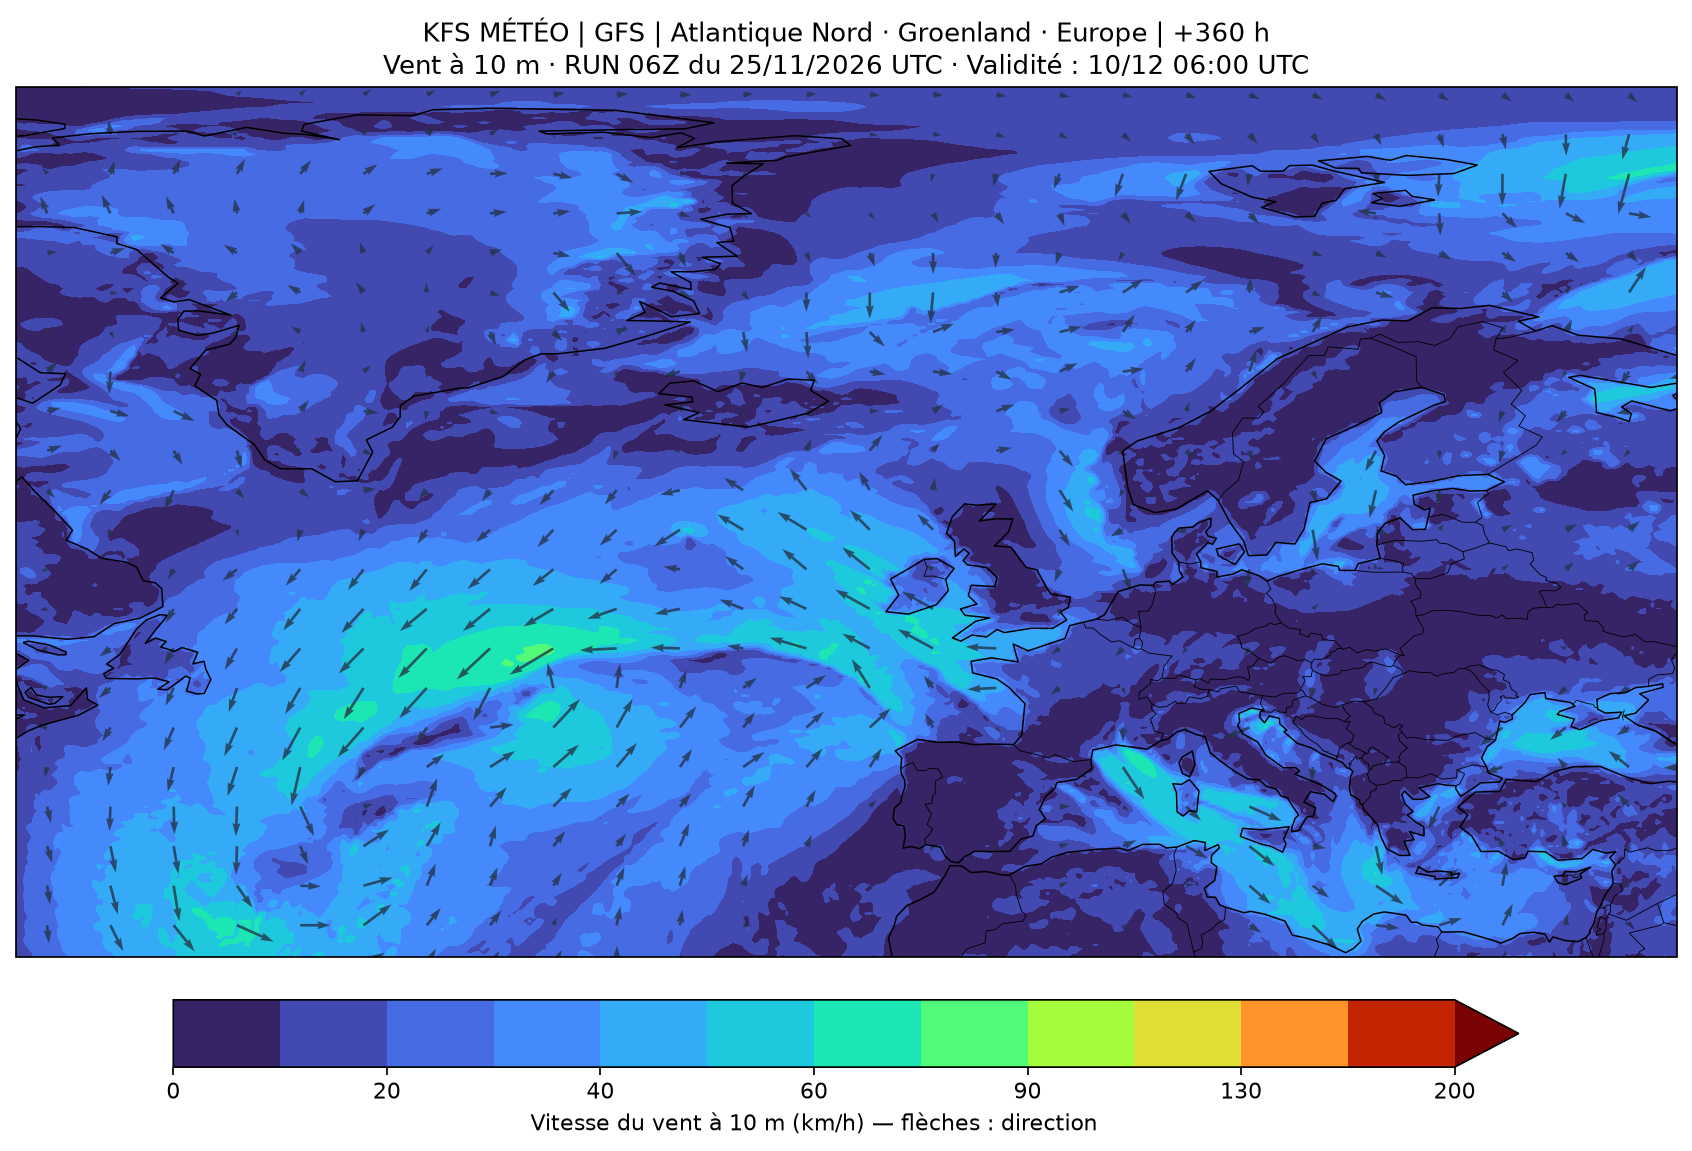 KFS MÉTÉO | GFS | Atlantique Nord · Groenland · Europe | +360 h
Vent à 10 m · RUN 06Z du 25/11/2026 UTC · Validité : 10/12 06:00 UTC
0 20 40 60 90 130 200
Vitesse du vent à 10 m (km/h) — flèches : direction